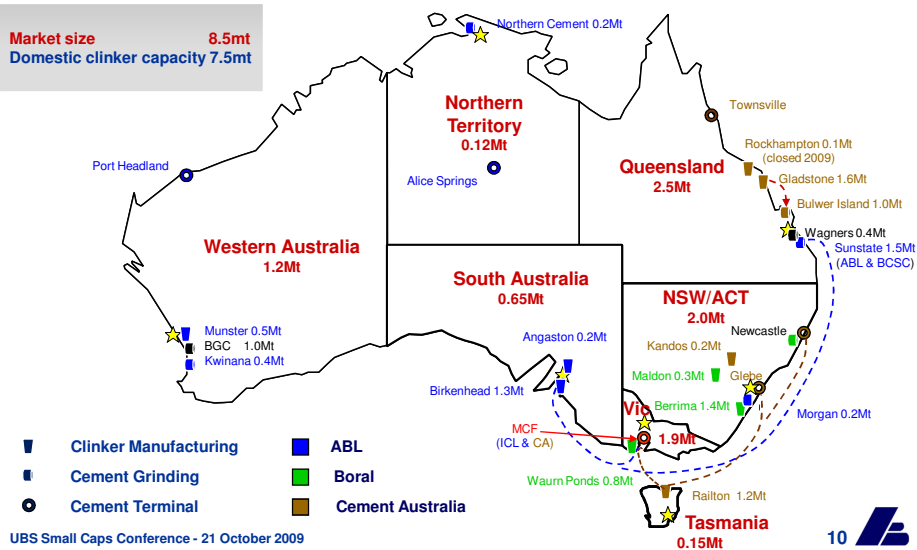 Market size 8.5mt
Domestic clinker capacity 7.5mt
Northern Cement 0.2Mt
Northern
Territory
0.12Mt
Alice Springs
Port Headland
Townsville
Rockhampton 0.1Mt
(closed 2009)
Gladstone 1.6Mt
Queensland
2.5Mt
Bulwer Island 1.0Mt
Wagners 0.4Mt
Sunstate 1.5Mt
(ABL & BCSC)
Western Australia
1.2Mt
South Australia
0.65Mt
NSW/ACT
2.0Mt
Munster 0.5Mt
BGC 1.0Mt
Kwinana 0.4Mt
Angaston 0.2Mt
Birkenhead 1.3Mt
Newcastle
Kandos 0.2Mt
Maldon 0.3Mt
Glebe
Berrima 1.4Mt
Morgan 0.2Mt
Vic
1.9Mt
MCF
(ICL & CA)
Waurn Ponds 0.8Mt
Railton 1.2Mt
Tasmania
0.15Mt
Clinker Manufacturing
Cement Grinding
Cement Terminal
ABL
Boral
Cement Australia
UBS Small Caps Conference - 21 October 2009
10